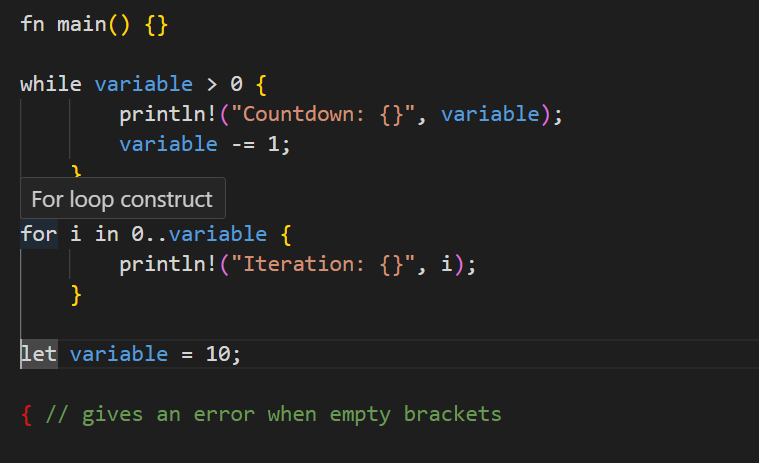 fn main() {}
while variable > 0 {
println!("Countdown: {}", variable);
variable -= 1;
}
For loop construct
for i in 0..variable {
println!("Iteration: {}", i);
}
let variable = 10;
{ // gives an error when empty brackets